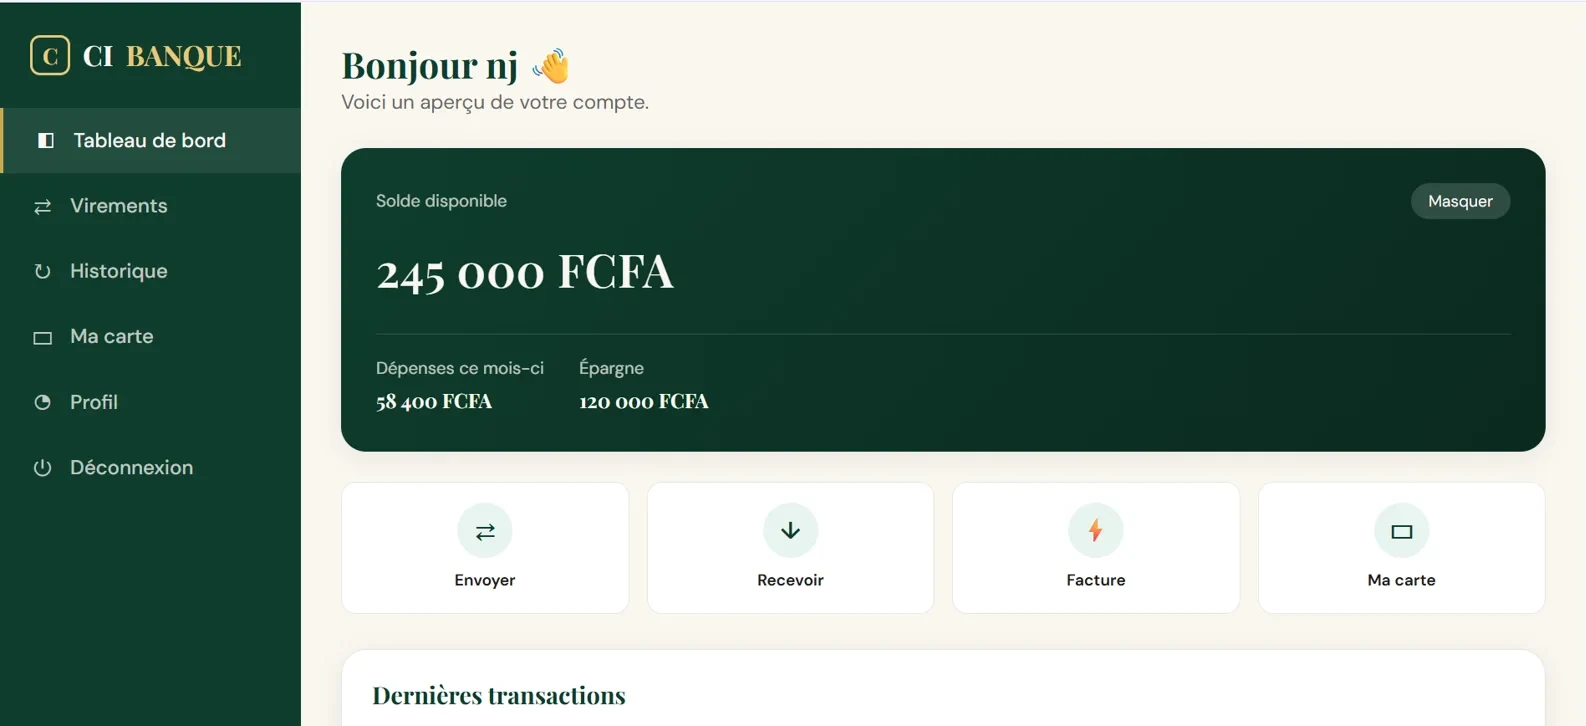 C CI BANQUE
Tableau de bord
Virements
Historique
Ma carte
Profil
Déconnexion
Bonjour nj 👋
Voici un aperçu de votre compte.
Solde disponible
Masquer
245 000 FCFA
Dépenses ce mois-ci
58 400 FCFA
Épargne
120 000 FCFA
Envoyer
Recevoir
Facture
Ma carte
Dernières transactions